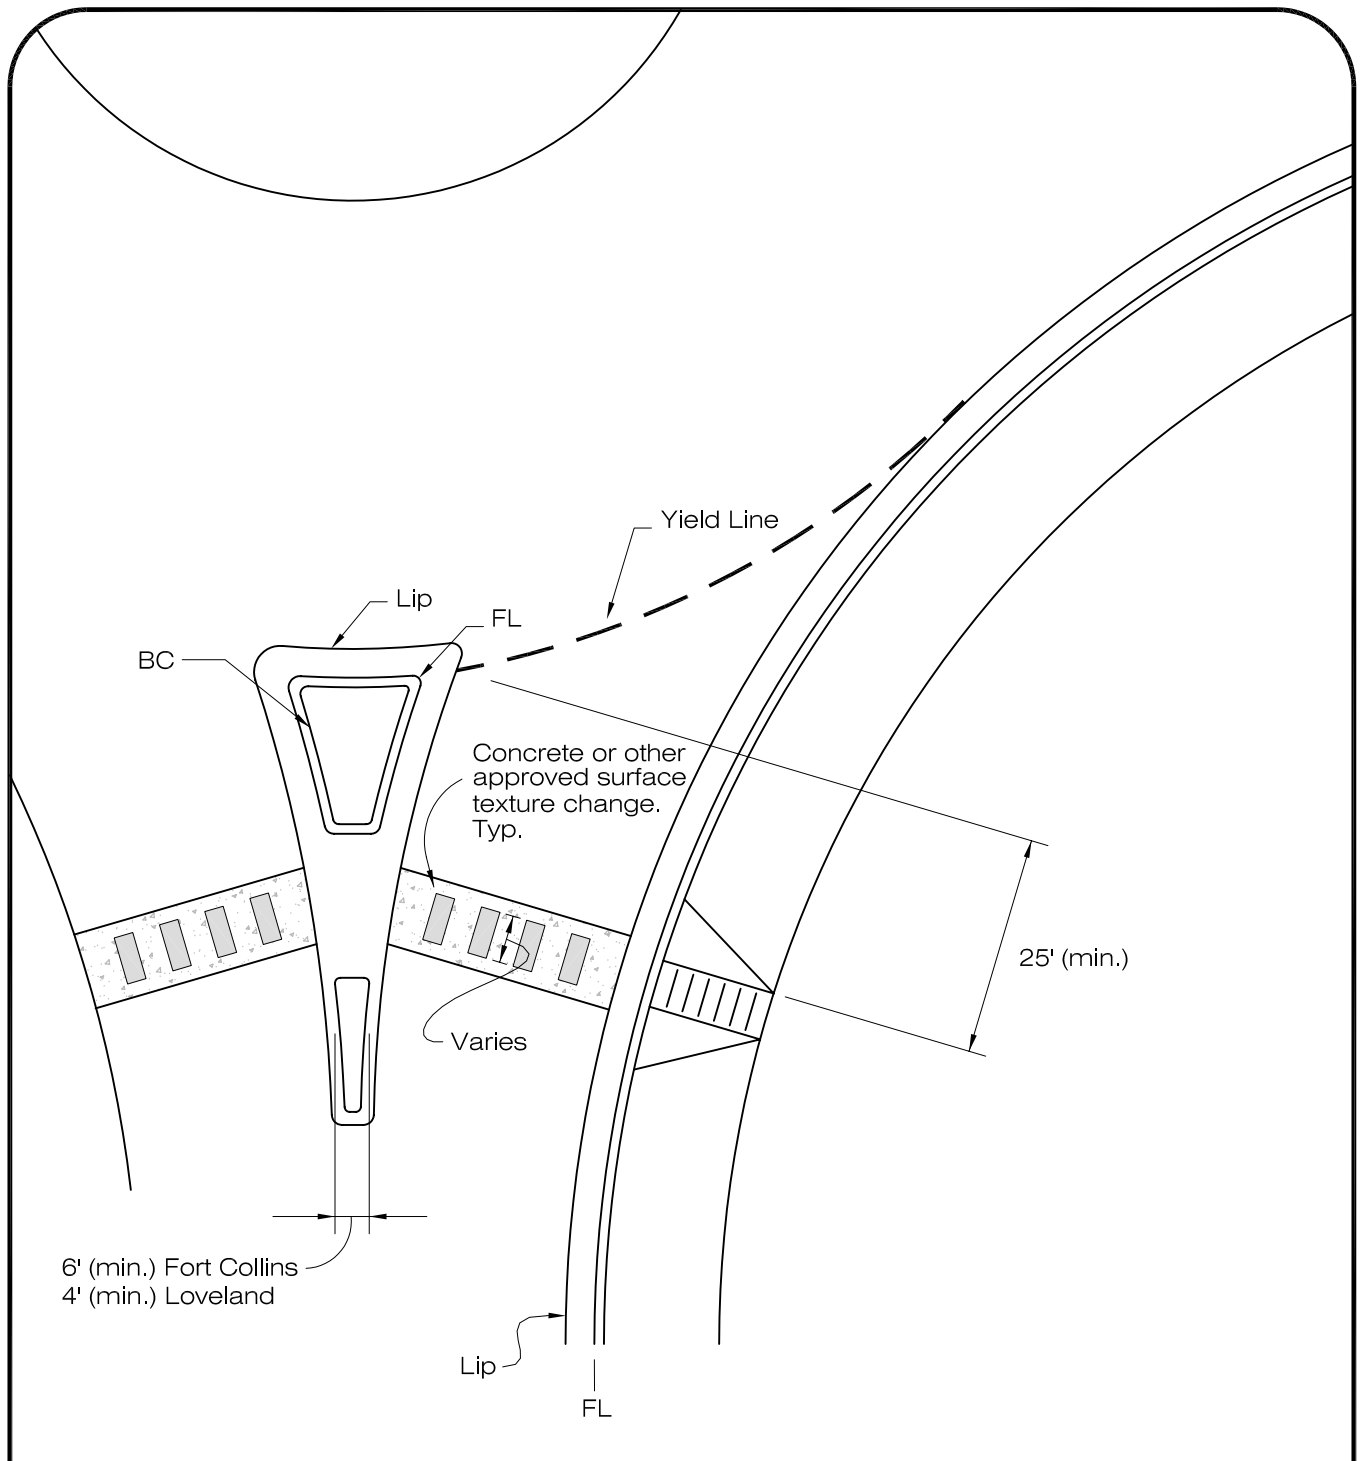 Yield Line
Lip
FL
BC
Concrete or other
approved surface
texture change.
Typ.
25' (min.)
Varies
6' (min.) Fort Collins
4' (min.) Loveland
Lip
FL